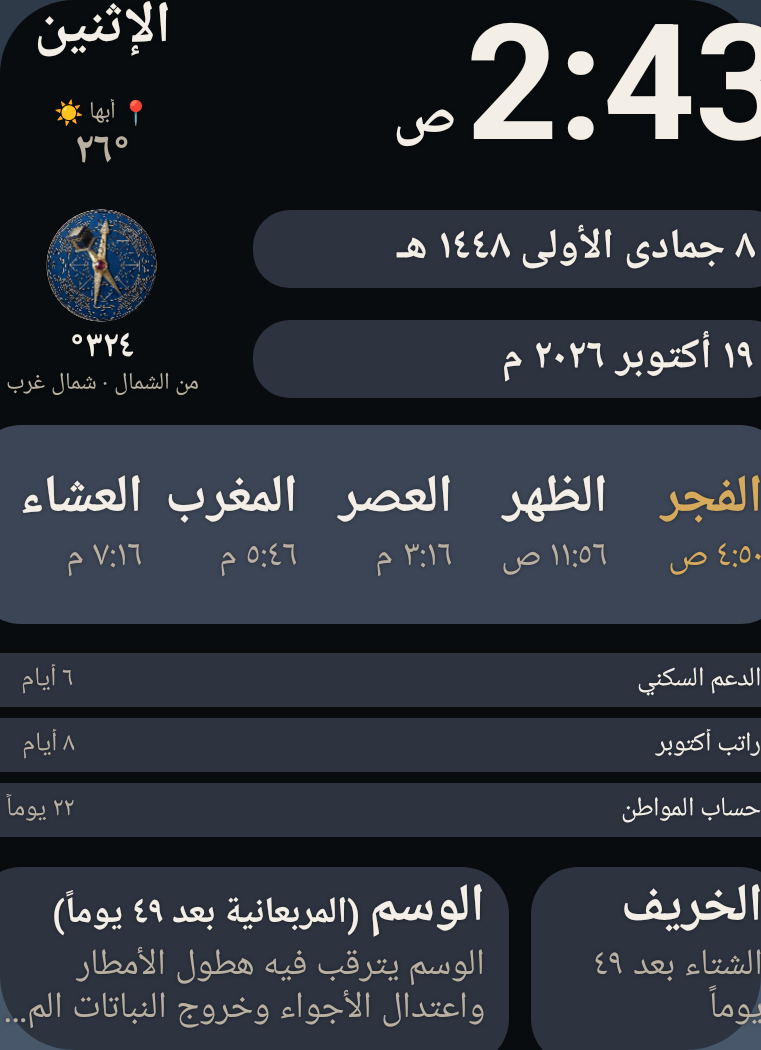 2:43 ص
الإثنين
📍 أبها ☀️
٢٦°
٨ جمادى الأولى ١٤٤٨ هـ
١٩ أكتوبر ٢٠٢٦ م
٣٢٤°
من الشمال · شمال غرب
الفجر الظهر العصر المغرب العشاء
٤:٥٠ ص ١١:٥٦ ص ٣:١٦ م ٥:٤٦ م ٧:١٦ م
الدعم السكني ٦ أيام
راتب أكتوبر ٨ أيام
حساب المواطن ٢٢ يوماً
الخريف
الشتاء بعد ٤٩
يوماً
الوسم (المربعانية بعد ٤٩ يوماً)
الوسم يترقب فيه هطول الأمطار
واعتدال الأجواء وخروج النباتات الم...